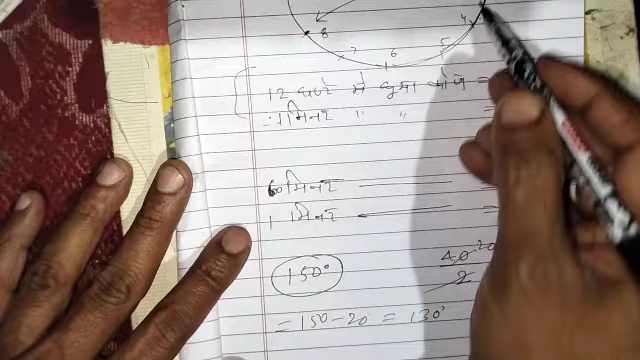 8 7 6 5 4
12 घण्टे में घुमा कोण =
∴ 1 मिनट " " =
60 मिनट —
1 मिनट — =
150°
40 20
2
= 150 - 20 = 130°